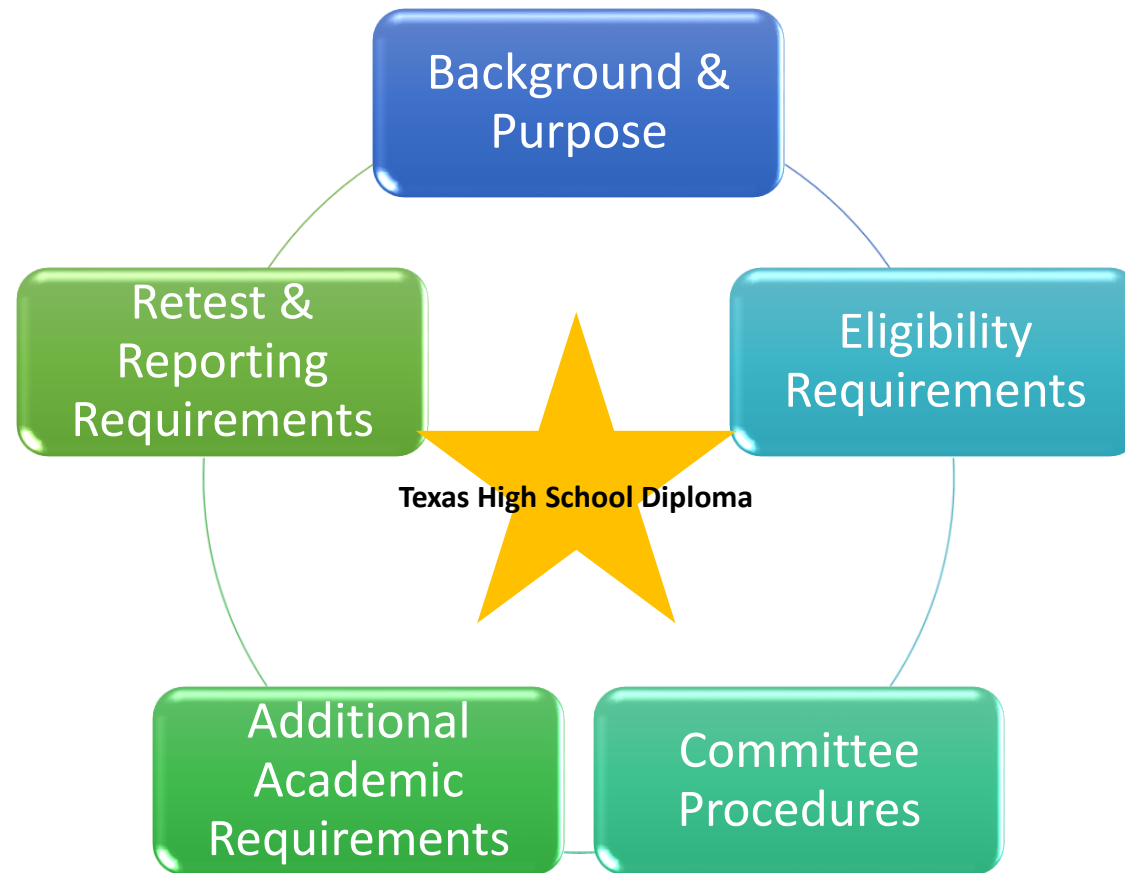 Background &
Purpose
Eligibility
Requirements
Committee
Procedures
Additional
Academic
Requirements
Retest &
Reporting
Requirements
Texas High School Diploma